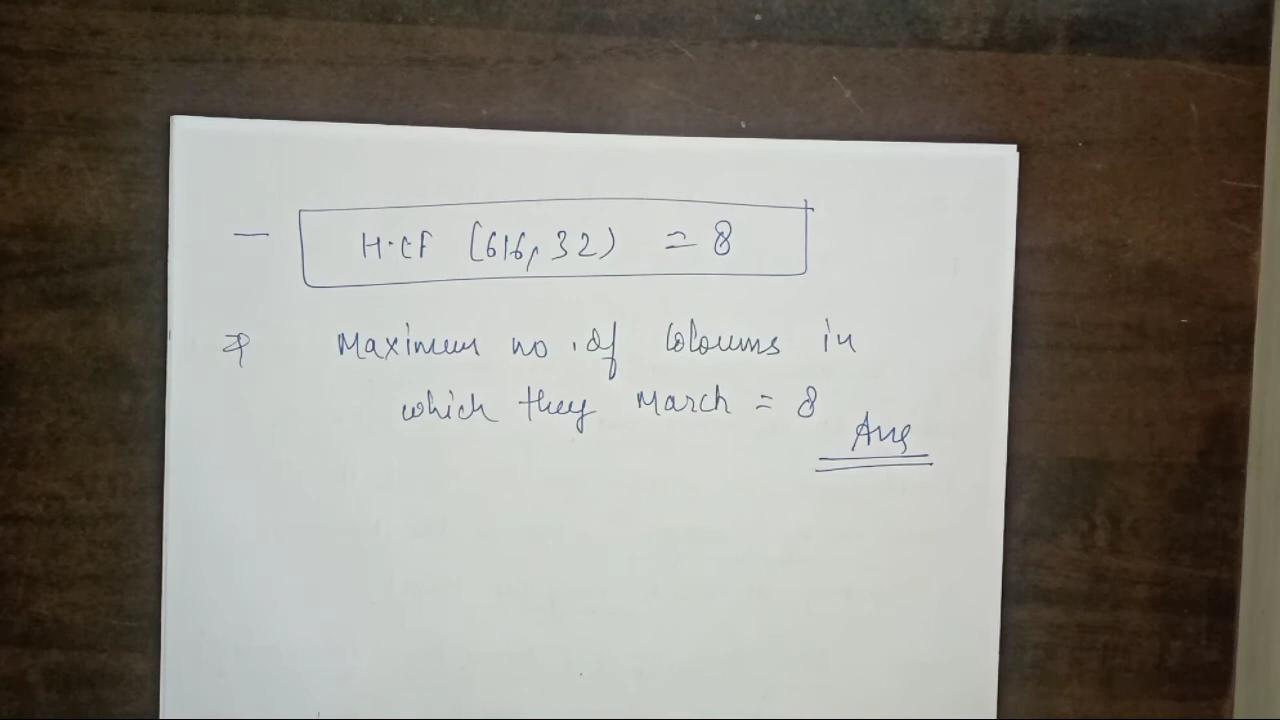 — H.CF (616, 32) = 8
⇒ Maximum no. of Coloums in
which they March = 8
Ans